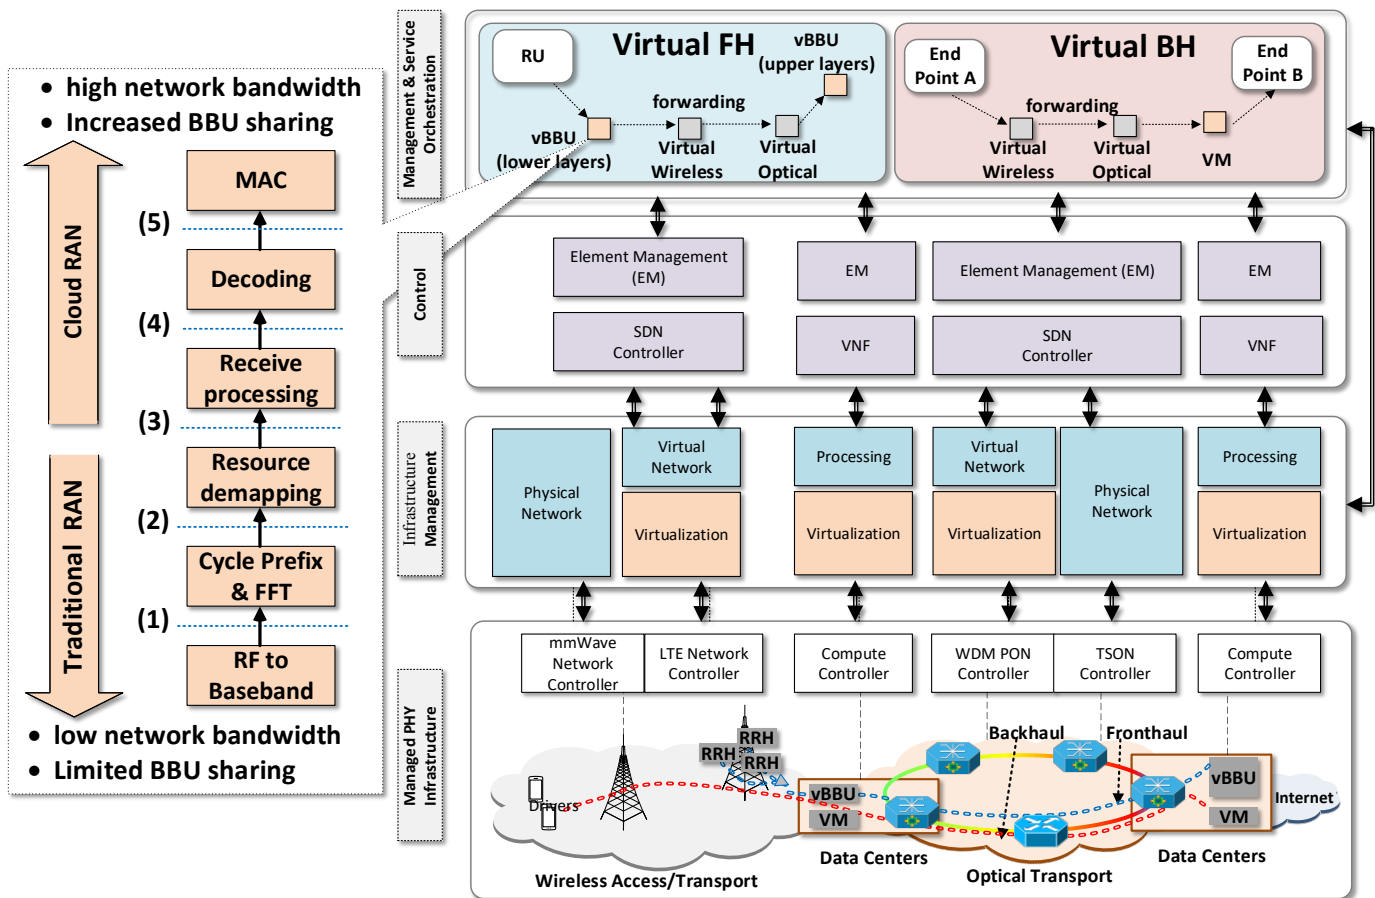 • high network bandwidth
• Increased BBU sharing
Cloud RAN
Traditional RAN
MAC
(5)
Decoding
(4)
Receive
processing
(3)
Resource
demapping
(2)
Cycle Prefix
& FFT
(1)
RF to
Baseband
• low network bandwidth
• Limited BBU sharing
Management & Service
Orchestration
Virtual FH
RU
vBBU
(upper layers)
forwarding
vBBU
(lower layers)
Virtual
Wireless
Virtual
Optical
Virtual BH
End
Point A
End
Point B
forwarding
Virtual
Wireless
Virtual
Optical
VM
Control
Element Management
(EM)
EM
Element Management (EM)
EM
SDN
Controller
VNF
SDN
Controller
VNF
Infrastructure
Management
Physical
Network
Virtual
Network
Virtualization
Processing
Virtualization
Virtual
Network
Virtualization
Physical
Network
Processing
Virtualization
Managed PHY
Infrastructure
mmWave
Network
Controller
LTE Network
Controller
Compute
Controller
WDM PON
Controller
TSON
Controller
Compute
Controller
RRH
RRH
RRH
Backhaul
Fronthaul
Drivers
vBBU
VM
vBBU
VM
Internet
Data Centers
Data Centers
Wireless Access/Transport
Optical Transport